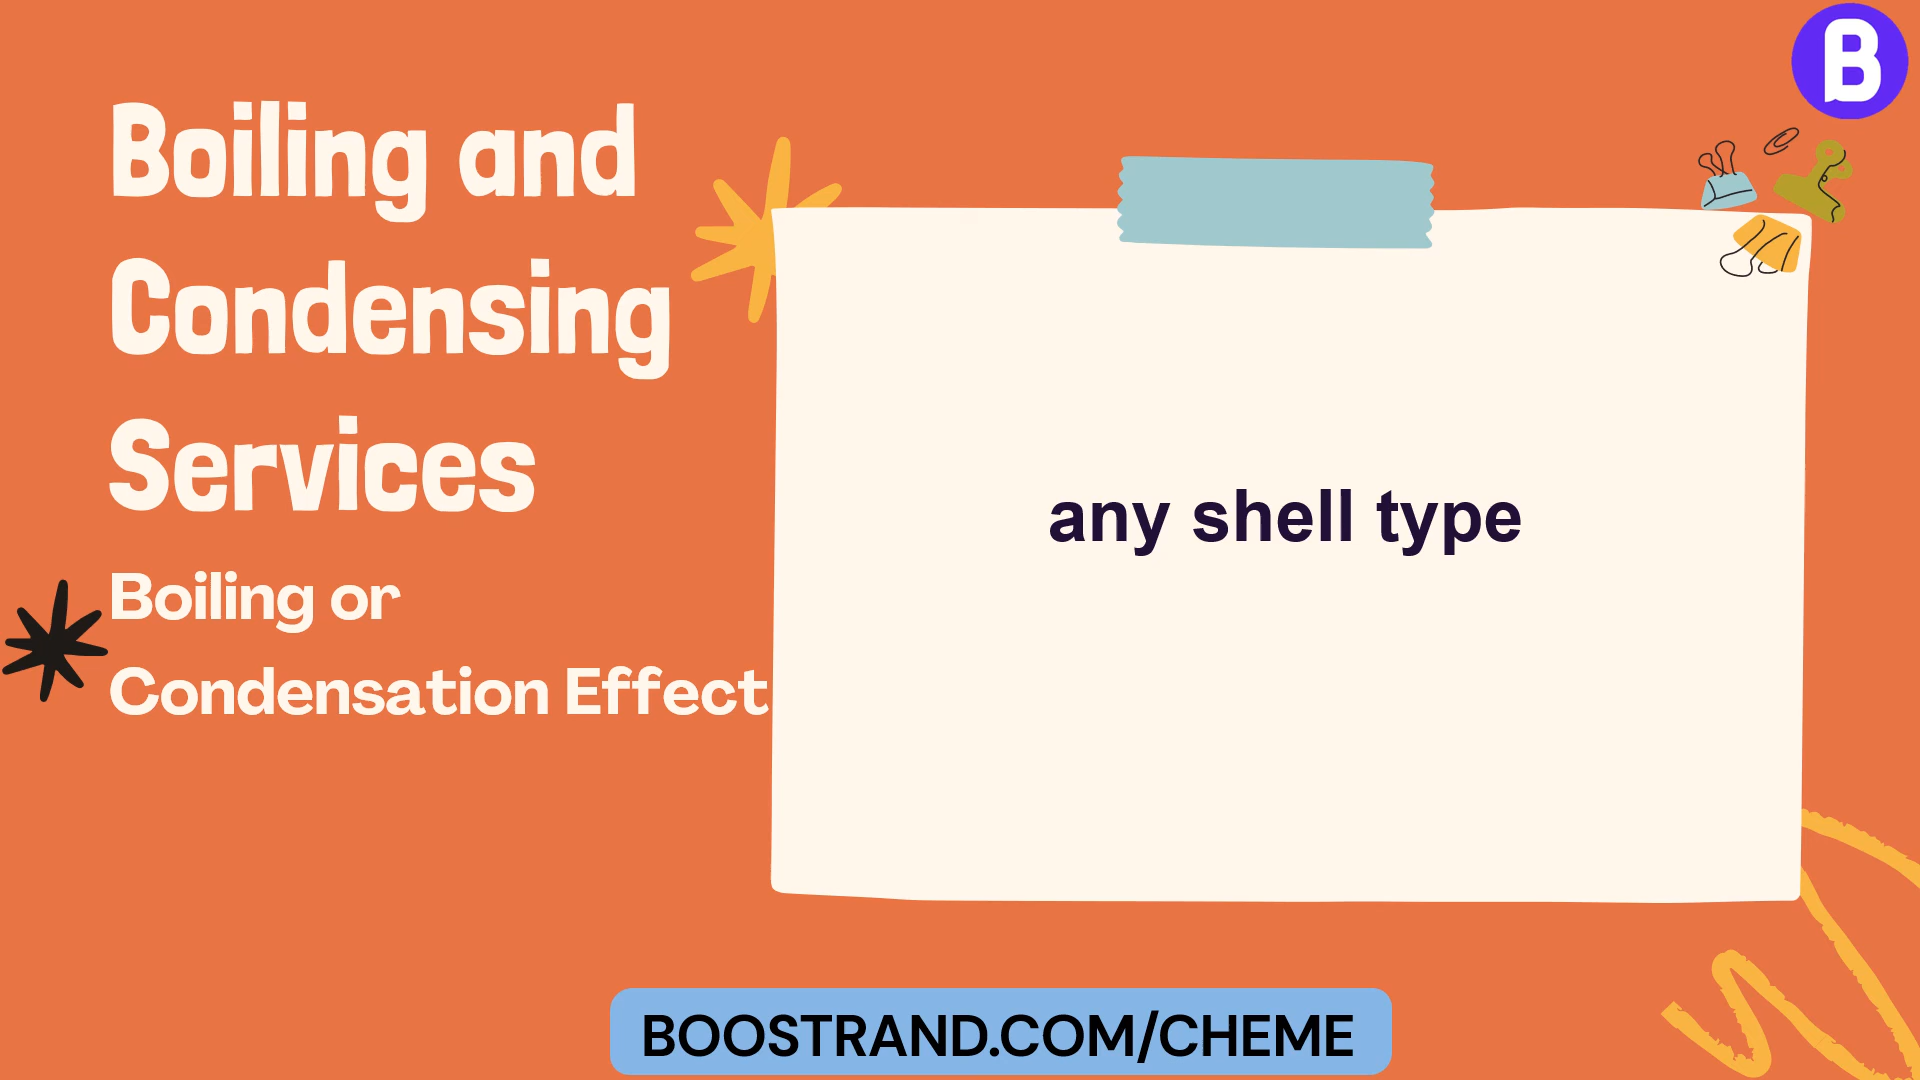 B
Boiling and
Condensing
Services
Boiling or
Condensation Effect
any shell type
BOOSTRAND.COM/CHEME